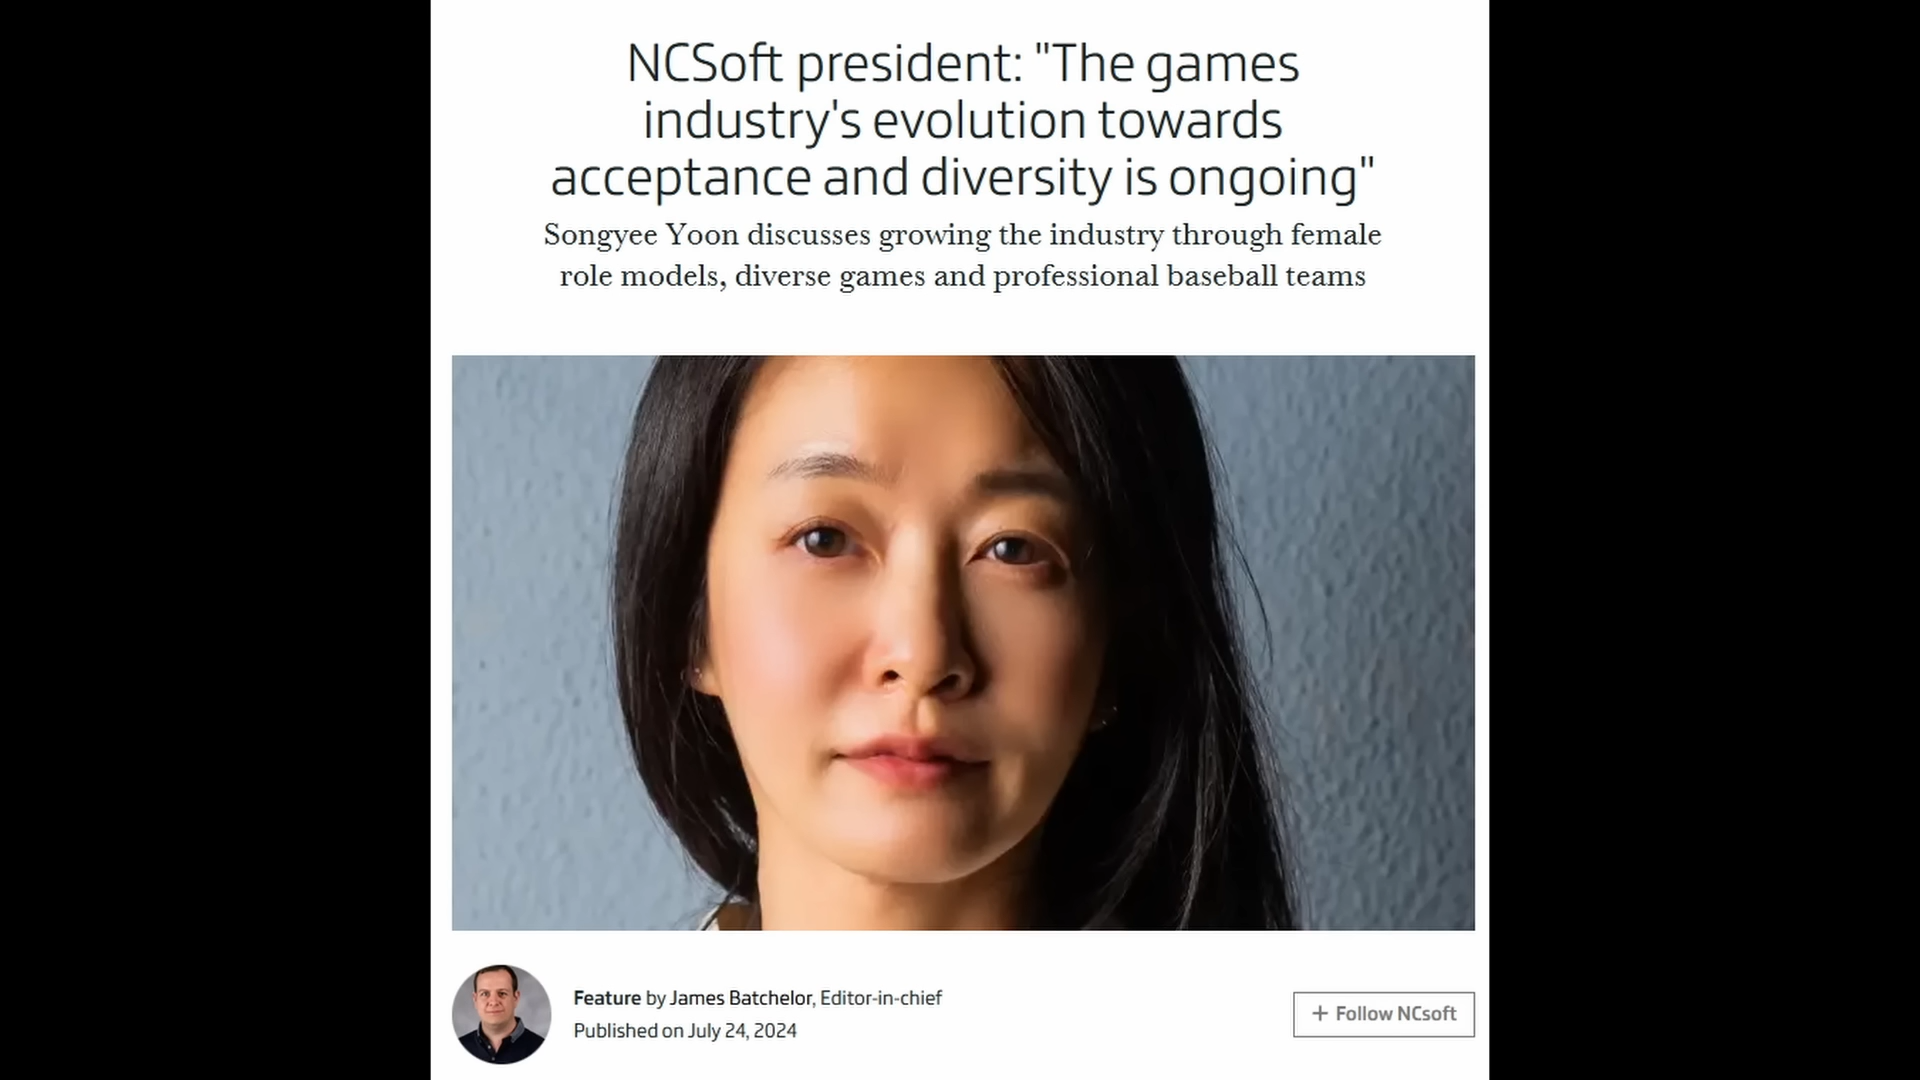 NCSoft president: "The games
industry's evolution towards
acceptance and diversity is ongoing"
Songyee Yoon discusses growing the industry through female
role models, diverse games and professional baseball teams
Feature by James Batchelor, Editor-in-chief
Published on July 24, 2024
+ Follow NCsoft